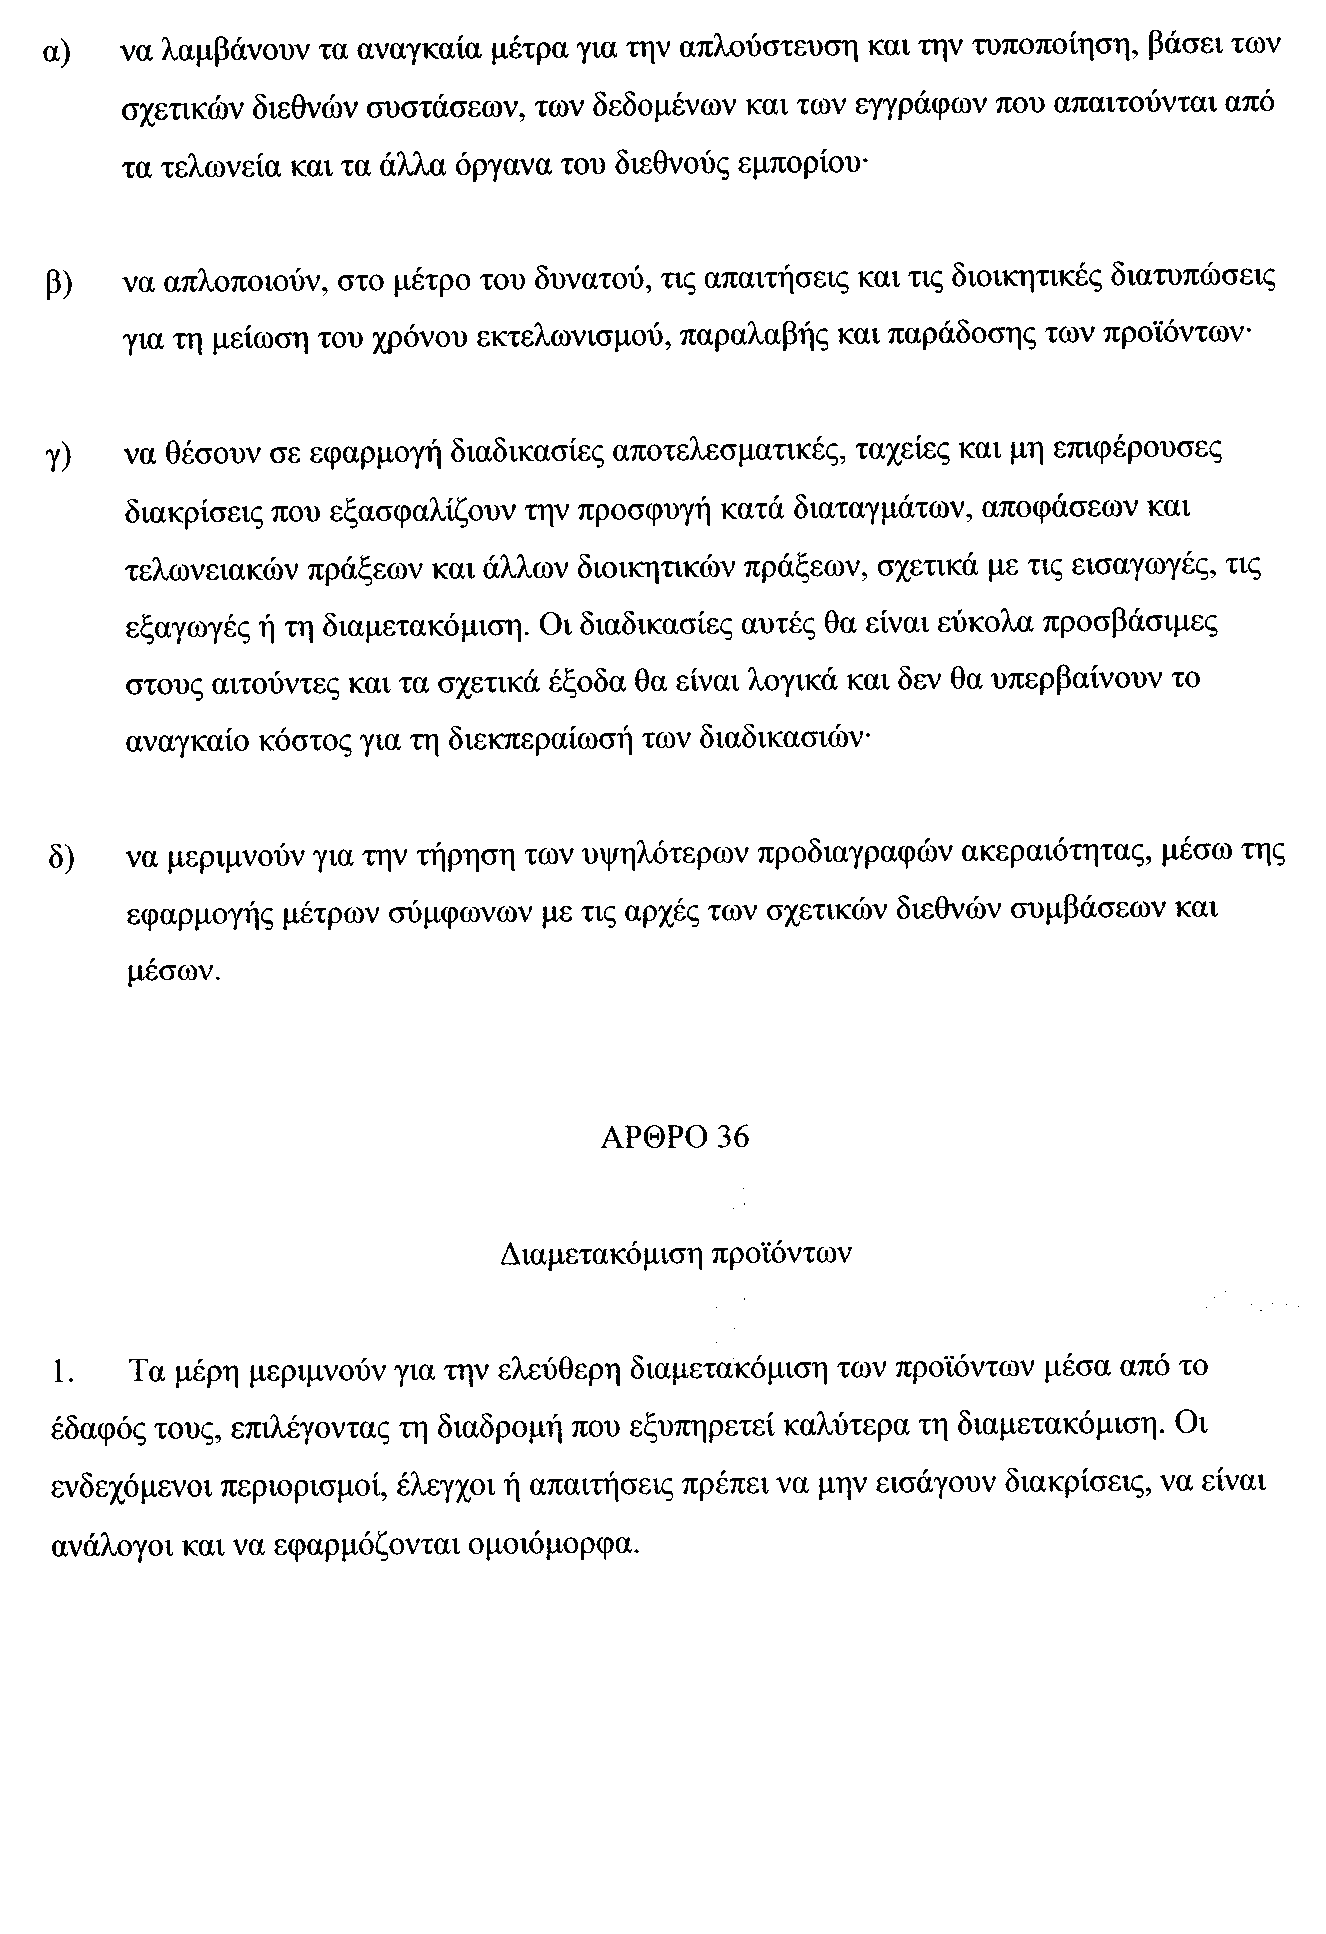 α) να λαμβάνουν τα αναγκαία μέτρα για την απλούστευση και την τυποποίηση, βάσει των
σχετικών διεθνών συστάσεων, των δεδομένων και των εγγράφων που απαιτούνται από
τα τελωνεία και τα άλλα όργανα του διεθνούς εμπορίου·
β) να απλοποιούν, στο μέτρο του δυνατού, τις απαιτήσεις και τις διοικητικές διατυπώσεις
για τη μείωση του χρόνου εκτελωνισμού, παραλαβής και παράδοσης των προϊόντων·
γ) να θέσουν σε εφαρμογή διαδικασίες αποτελεσματικές, ταχείες και μη επιφέρουσες
διακρίσεις που εξασφαλίζουν την προσφυγή κατά διαταγμάτων, αποφάσεων και
τελωνειακών πράξεων και άλλων διοικητικών πράξεων, σχετικά με τις εισαγωγές, τις
εξαγωγές ή τη διαμετακόμιση. Οι διαδικασίες αυτές θα είναι εύκολα προσβάσιμες
στους αιτούντες και τα σχετικά έξοδα θα είναι λογικά και δεν θα υπερβαίνουν το
αναγκαίο κόστος για τη διεκπεραίωσή των διαδικασιών·
δ) να μεριμνούν για την τήρηση των υψηλότερων προδιαγραφών ακεραιότητας, μέσω της
εφαρμογής μέτρων σύμφωνων με τις αρχές των σχετικών διεθνών συμβάσεων και
μέσων.
ΑΡΘΡΟ 36
Διαμετακόμιση προϊόντων
1. Τα μέρη μεριμνούν για την ελεύθερη διαμετακόμιση των προϊόντων μέσα από το
έδαφός τους, επιλέγοντας τη διαδρομή που εξυπηρετεί καλύτερα τη διαμετακόμιση. Οι
ενδεχόμενοι περιορισμοί, έλεγχοι ή απαιτήσεις πρέπει να μην εισάγουν διακρίσεις, να είναι
ανάλογοι και να εφαρμόζονται ομοιόμορφα.